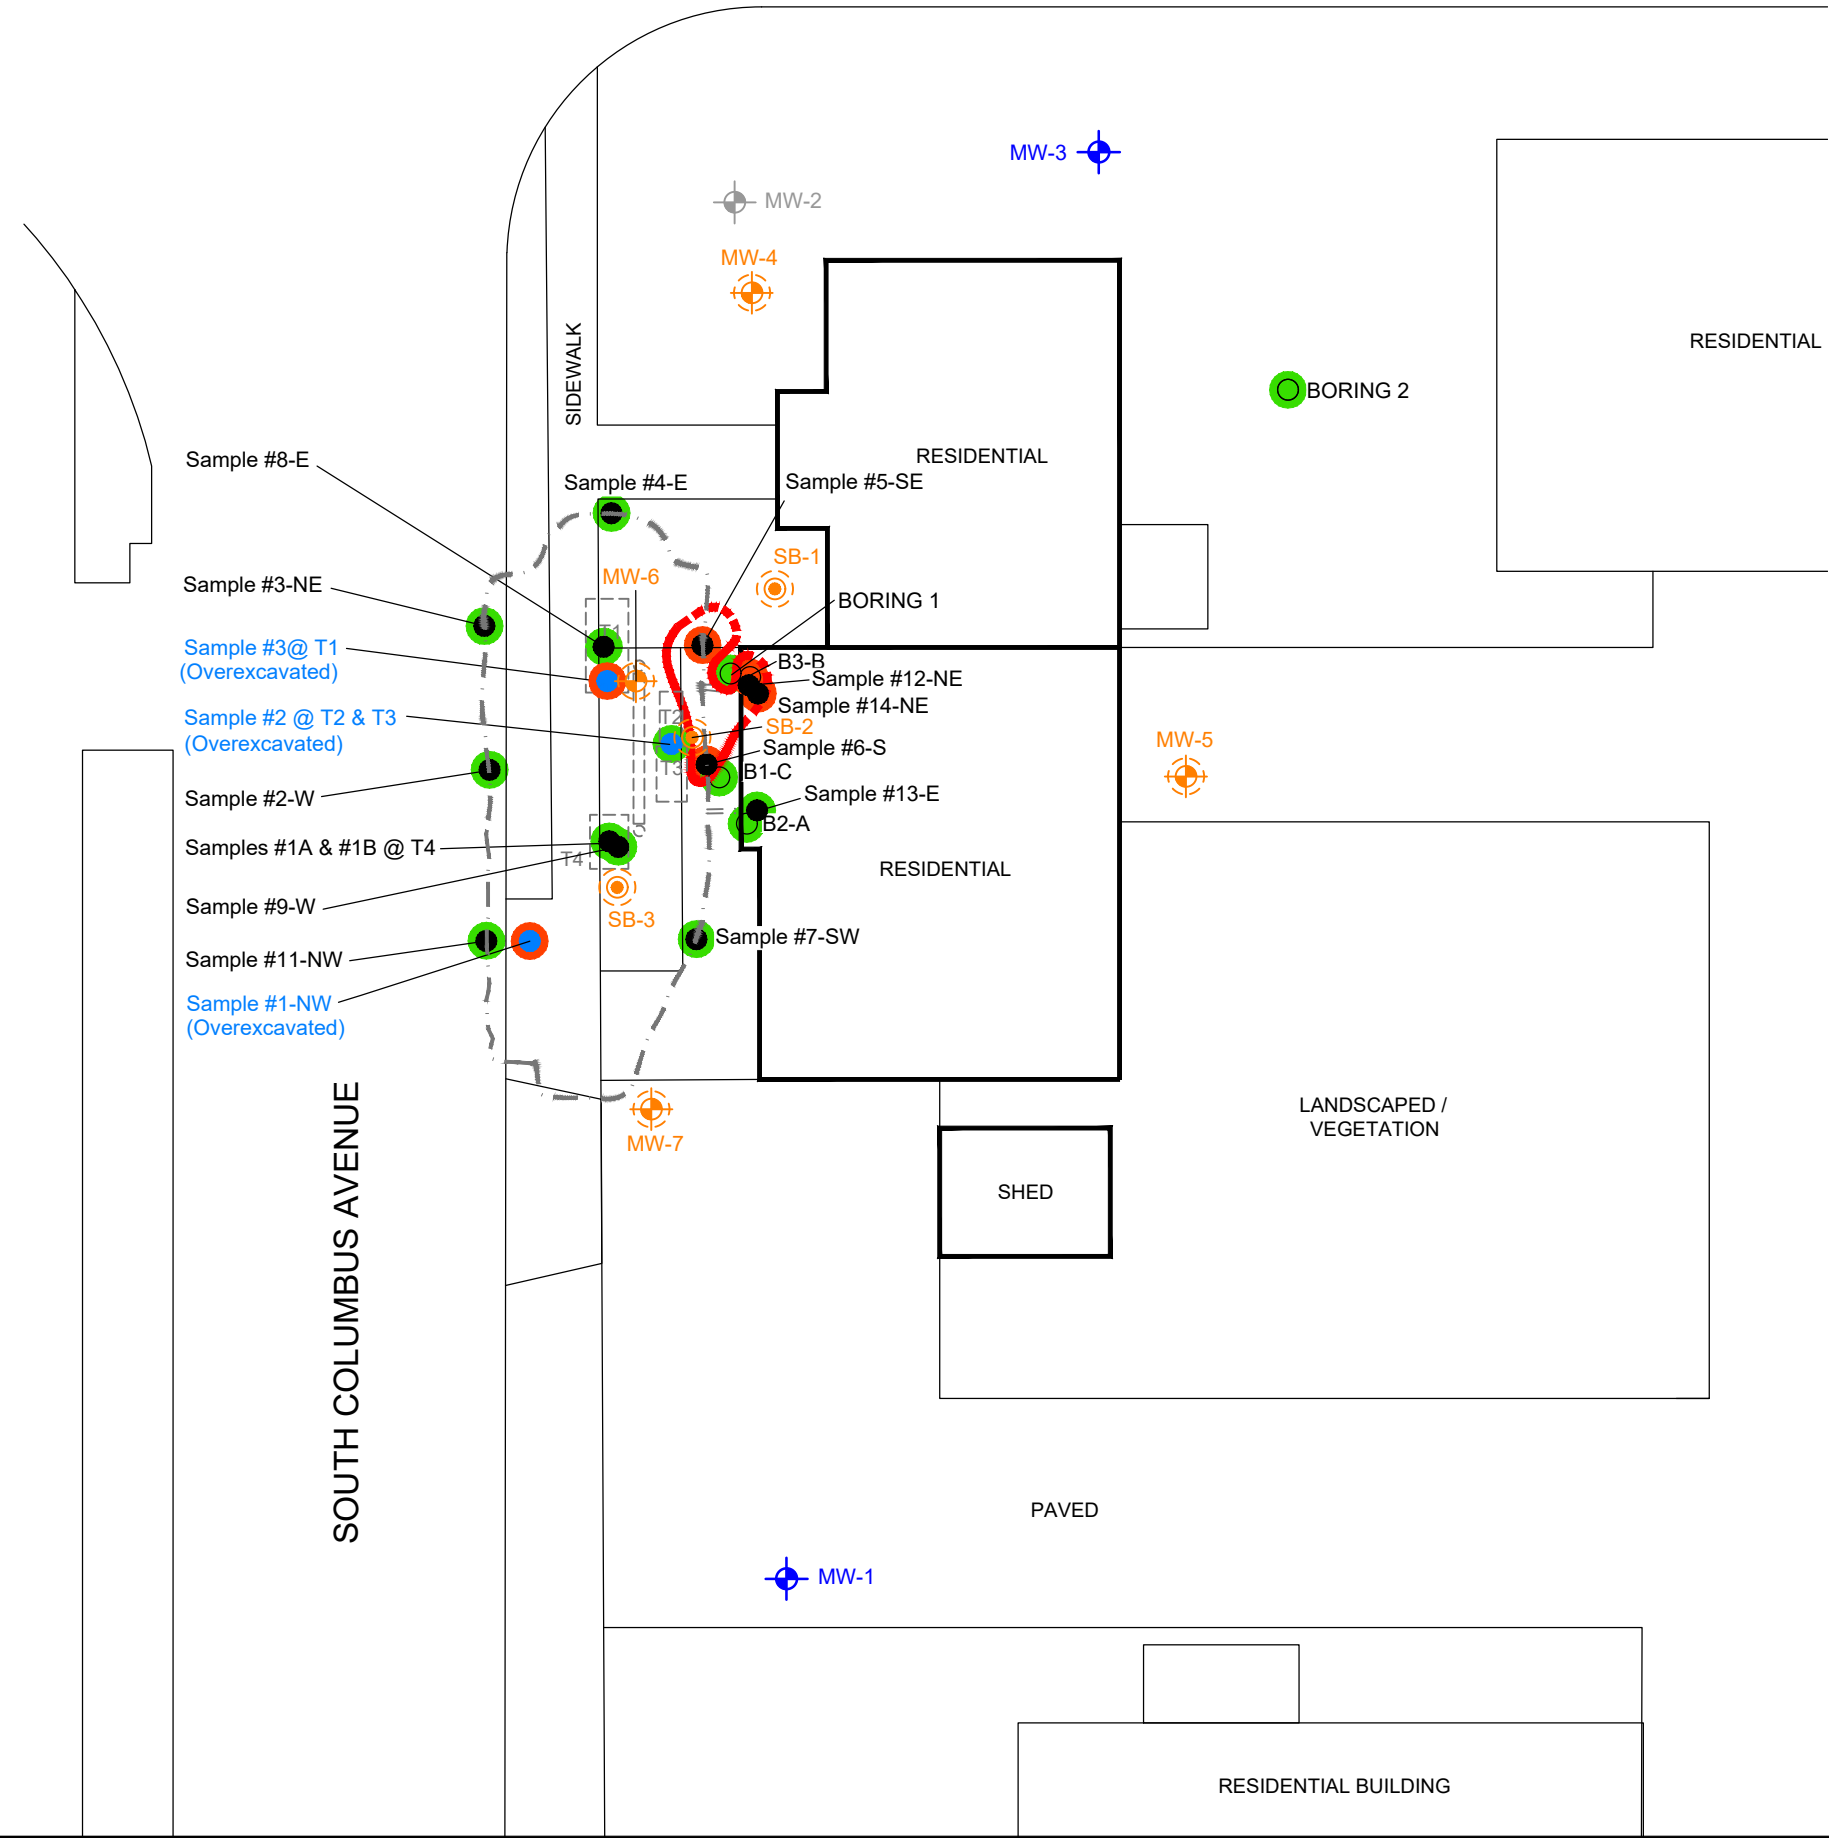 MW-3
MW-2
MW-4
SIDEWALK
RESIDENTIAL
BORING 2
RESIDENTIAL
Sample #8-E
Sample #4-E
Sample #5-SE
SB-1
MW-6
Sample #3-NE
BORING 1
T1
Sample #3@ T1
(Overexcavated)
B3-B
Sample #12-NE
Sample #14-NE
Sample #2 @ T2 & T3
(Overexcavated)
T2
SB-2
Sample #6-S
MW-5
T3
B1-C
Sample #2-W
Sample #13-E
B2-A
Samples #1A & #1B @ T4
T4
RESIDENTIAL
Sample #9-W
SB-3
Sample #7-SW
Sample #11-NW
Sample #1-NW
(Overexcavated)
SOUTH COLUMBUS AVENUE
MW-7
LANDSCAPED /
VEGETATION
SHED
PAVED
MW-1
RESIDENTIAL BUILDING